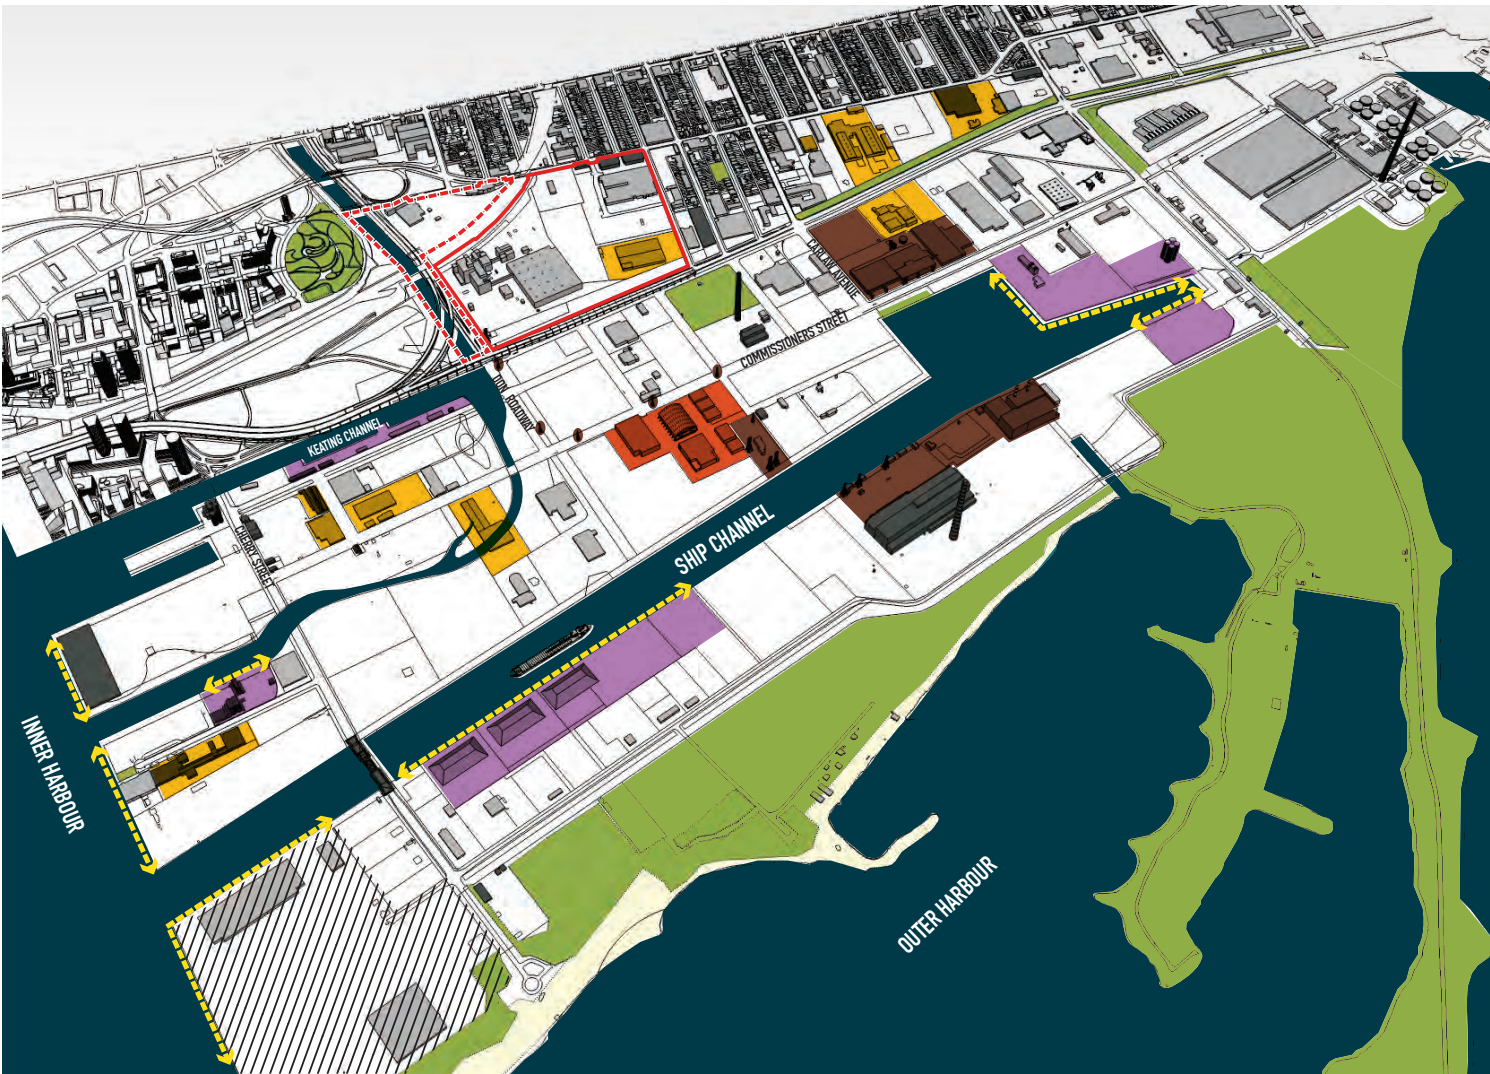 CARLAW AVENUE
COMMISSIONERS STREET
DON ROADWAY
KEATING CHANNEL
CHERRY STREET
SHIP CHANNEL
INNER HARBOUR
OUTER HARBOUR